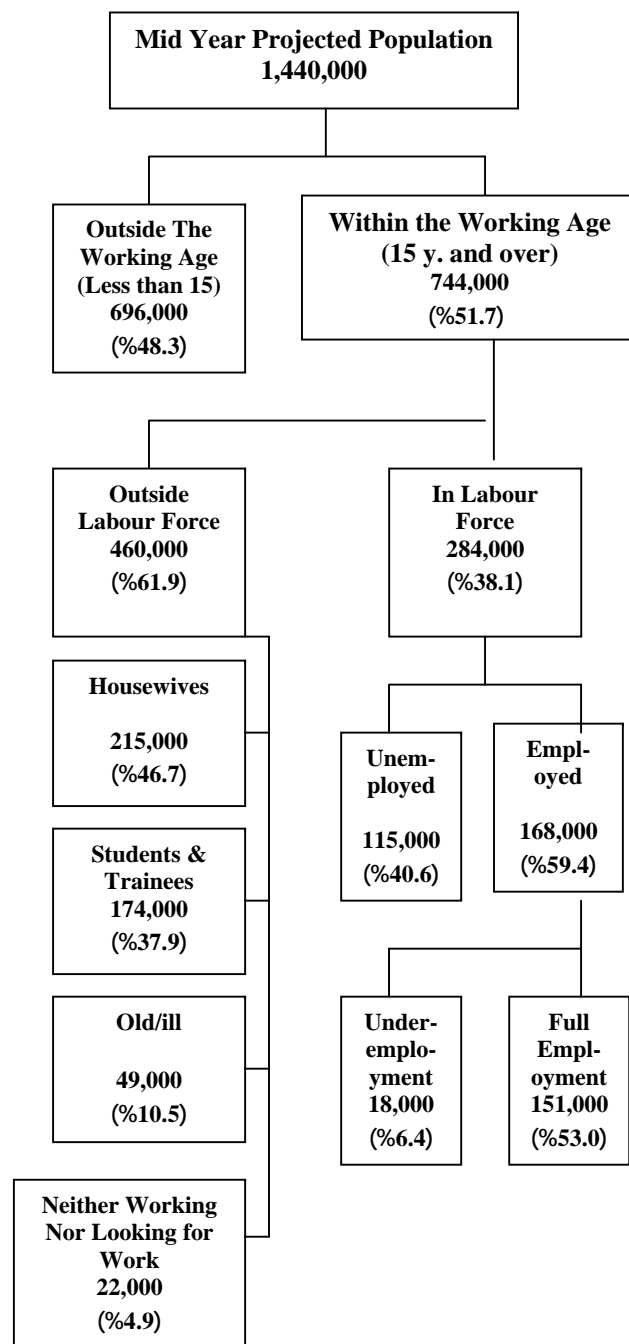 Mid Year Projected Population
1,440,000
Outside The
Working Age
(Less than 15)
696,000
(%48.3)
Within the Working Age
(15 y. and over)
744,000
(%51.7)
Outside
Labour Force
460,000
(%61.9)
In Labour
Force
284,000
(%38.1)
Housewives
215,000
(%46.7)
Students &
Trainees
174,000
(%37.9)
Old/ill
49,000
(%10.5)
Neither Working
Nor Looking for
Work
22,000
(%4.9)
Unem-
ployed
115,000
(%40.6)
Empl-
oyed
168,000
(%59.4)
Under-
emplo-
yment
18,000
(%6.4)
Full
Empl-
oyment
151,000
(%53.0)